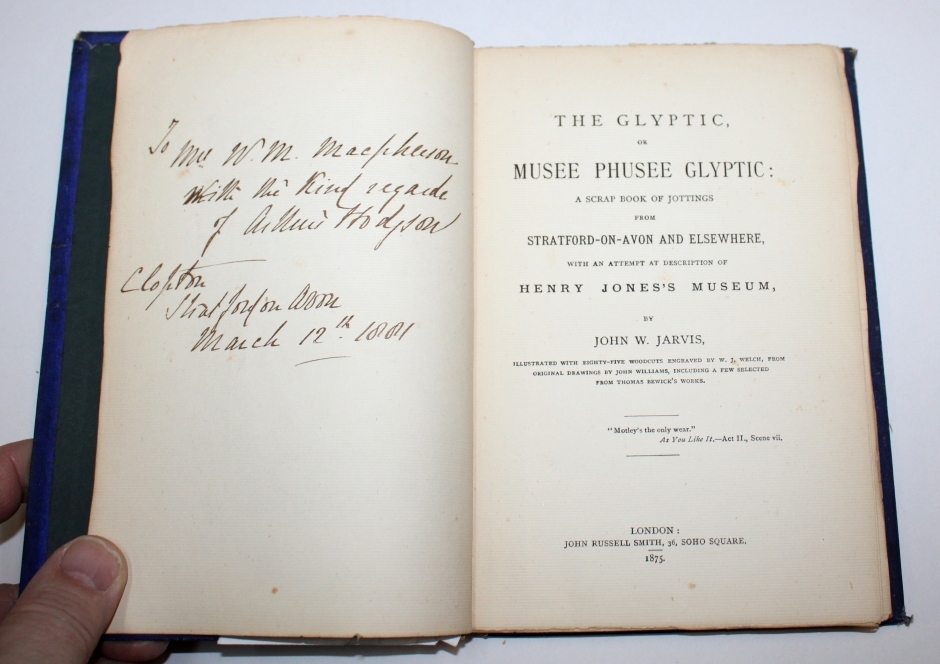 To Mrs W. M. Macpherson
With the Kind regards
of Arthur Hodgson
Clopton
Stratford on Avon
March 12th 1881
THE GLYPTIC,
OR
MUSEE PHUSEE GLYPTIC:
A SCRAP BOOK OF JOTTINGS
FROM
STRATFORD-ON-AVON AND ELSEWHERE,
WITH AN ATTEMPT AT DESCRIPTION OF
HENRY JONES'S MUSEUM,
BY
JOHN W. JARVIS,
ILLUSTRATED WITH EIGHTY-FIVE WOODCUTS ENGRAVED BY W. J. WELCH, FROM
ORIGINAL DRAWINGS BY JOHN WILLIAMS, INCLUDING A FEW SELECTED
FROM THOMAS BEWICK'S WORKS.
"Motley's the only wear."
As You Like It.—Act II., Scene vii.
LONDON:
JOHN RUSSELL SMITH, 36, SOHO SQUARE.
1875.